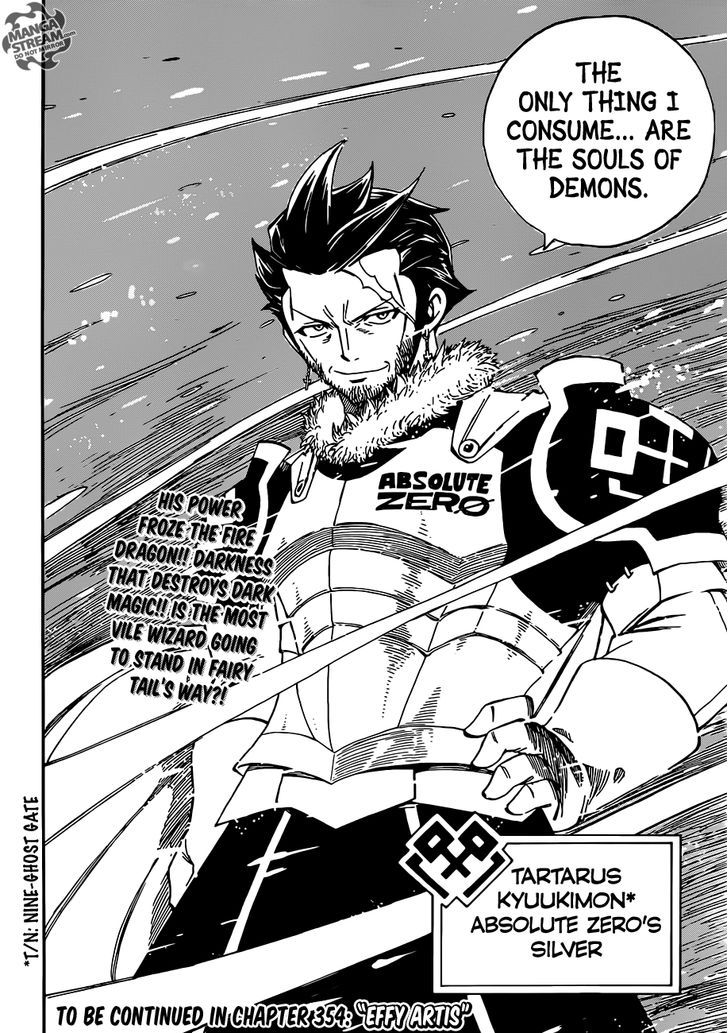 MANGA
STREAM.com
DO NOT MIRROR
THE
ONLY THING I
CONSUME... ARE
THE SOULS OF
DEMONS.
ABSOLUTE
ZERO
HIS POWER
FROZE THE FIRE
DRAGON!! DARKNESS
THAT DESTROYS DARK
MAGIC!! IS THE MOST
VILE WIZARD GOING
TO STAND IN FAIRY
TAIL'S WAY?!
*T/N: NINE-GHOST GATE
TARTARUS
KYUUKIMON*
ABSOLUTE ZERO'S
SILVER
TO BE CONTINUED IN CHAPTER 354: "EFFY ARTIS"